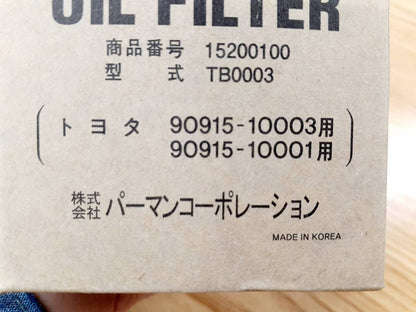 OIL FILTER
商品番号 15200100
型 式 TB0003
(トヨタ 90915-10003用
90915-10001用)
株式会社 パーマンコーポレーション
MADE IN KOREA